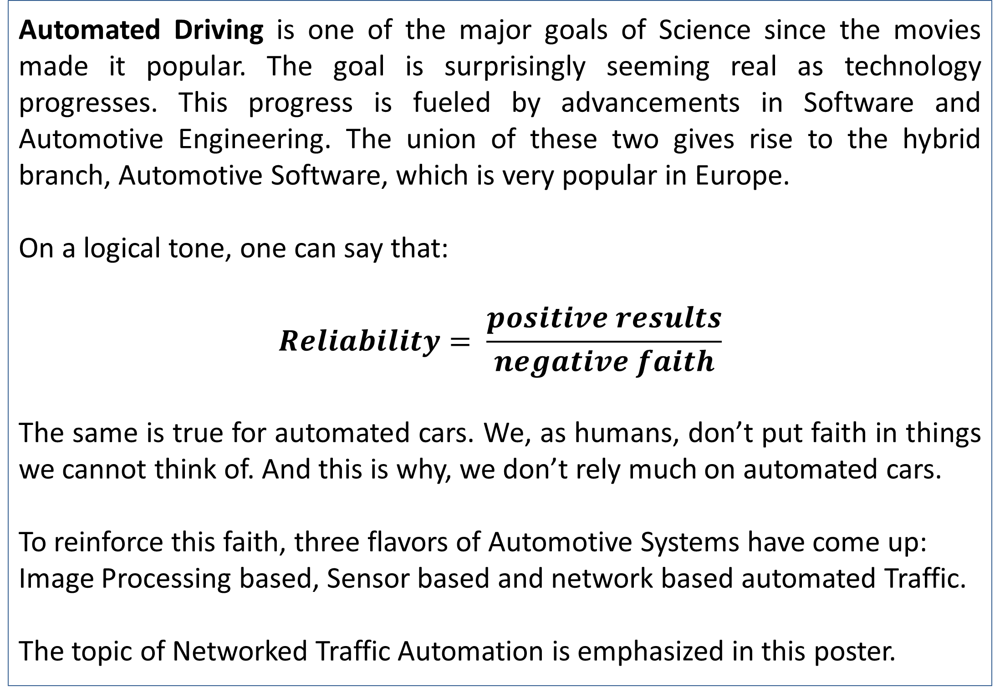 Automated Driving is one of the major goals of Science since the movies
made it popular. The goal is surprisingly seeming real as technology
progresses. This progress is fueled by advancements in Software and
Automotive Engineering. The union of these two gives rise to the hybrid
branch, Automotive Software, which is very popular in Europe.
On a logical tone, one can say that:
positive results
Reliability =
negative faith
The same is true for automated cars. We, as humans, don’t put faith in things
we cannot think of. And this is why, we don’t rely much on automated cars.
To reinforce this faith, three flavors of Automotive Systems have come up:
Image Processing based, Sensor based and network based automated Traffic.
The topic of Networked Traffic Automation is emphasized in this poster.